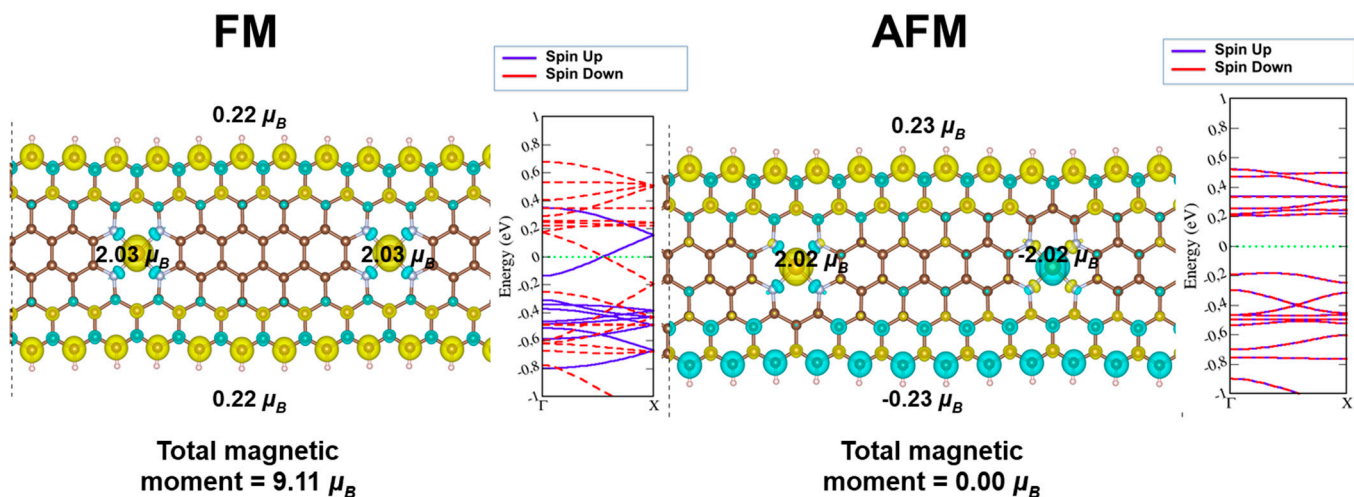 FM
AFM
Spin Up
Spin Down
Spin Up
Spin Down
0.22 μB
0.23 μB
2.03 μB
2.03 μB
2.02 μB
-2.02 μB
Energy (eV)
1
0,8
0,6
0,4
0,2
0
-0,2
-0,4
-0,6
-0,8
-1
Γ
X
Energy (eV)
1
0,8
0,6
0,4
0,2
0
-0,2
-0,4
-0,6
-0,8
-1
Γ
X
0.22 μB
-0.23 μB
Total magnetic
moment = 9.11 μB
Total magnetic
moment = 0.00 μB